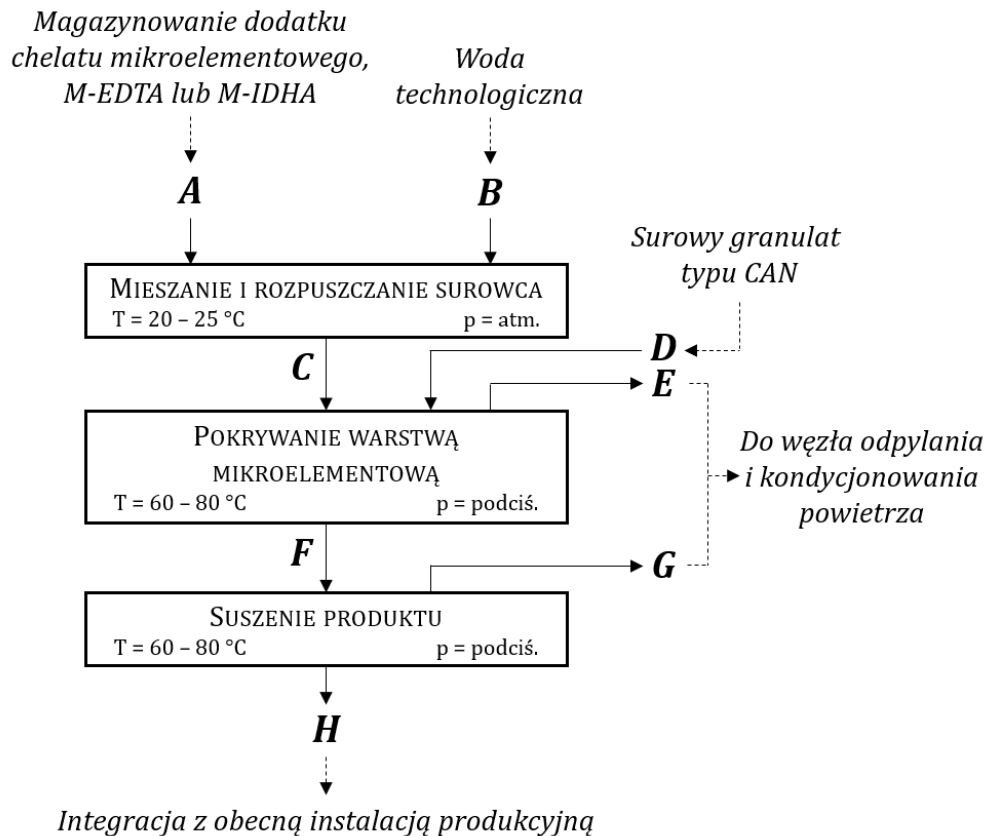 Magazynowanie dodatku
chelatu mikroelementowego,
M-EDTA lub M-IDHA
Woda
technologiczna
A
B
Surowy granulat
typu CAN
MIESZANIE I ROZPUSZCZANIE SUROWCA
T = 20 – 25 °C p = atm.
D
C
E
POKRYWANIE WARSTWĄ
MIKROELEMENTOWĄ
T = 60 – 80 °C p = podciś.
Do węzła odpylania
i kondycjonowania
powietrza
F
G
SUSZENIE PRODUKTU
T = 60 – 80 °C p = podciś.
H
Integracja z obecną instalacją produkcyjną